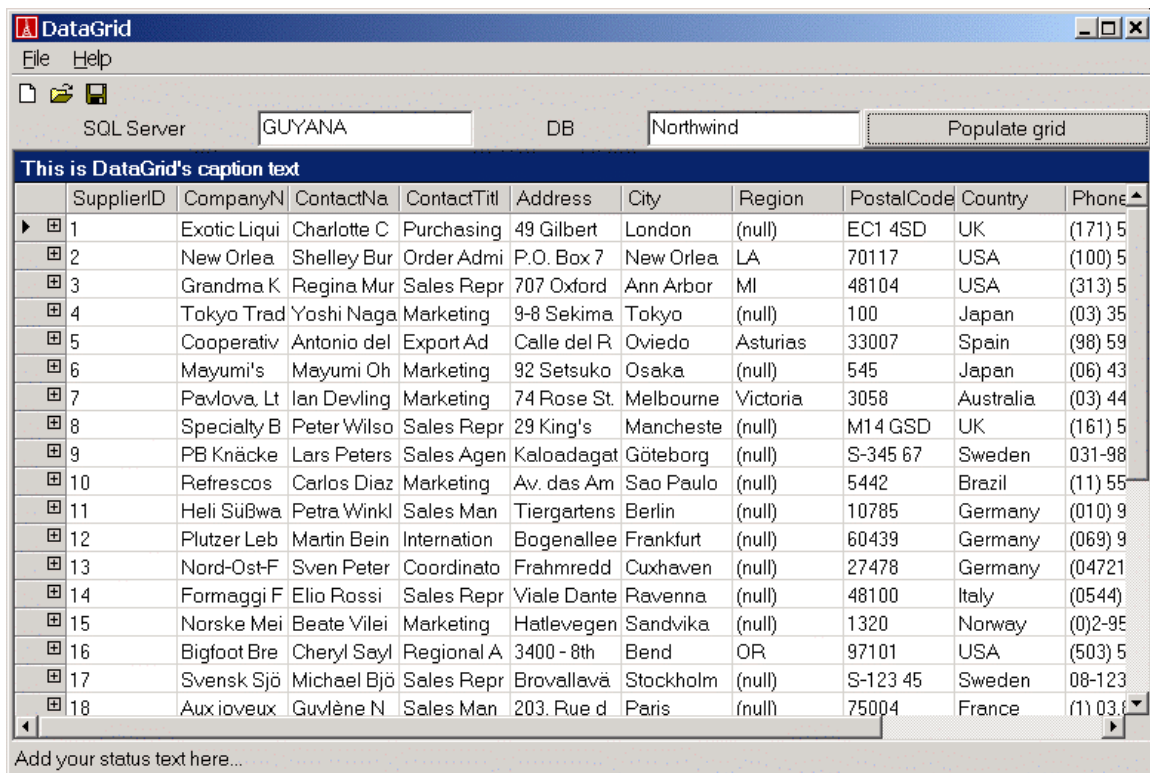 DataGrid
File Help
SQL Server GUYANA DB Northwind Populate grid
This is DataGrid's caption text
SupplierID CompanyN ContactNa ContactTitl Address City Region PostalCode Country Phone
1 Exotic Liqui Charlotte C Purchasing 49 Gilbert London (null) EC1 4SD UK (171) 5
2 New Orlea Shelley Bur Order Admi P.O. Box 7 New Orlea LA 70117 USA (100) 5
3 Grandma K Regina Mur Sales Repr 707 Oxford Ann Arbor MI 48104 USA (313) 5
4 Tokyo Trad Yoshi Naga Marketing 9-8 Sekima Tokyo (null) 100 Japan (03) 35
5 Cooperativ Antonio del Export Ad Calle del R Oviedo Asturias 33007 Spain (98) 59
6 Mayumi's Mayumi Oh Marketing 92 Setsuko Osaka (null) 545 Japan (06) 43
7 Pavlova, Lt Ian Devling Marketing 74 Rose St. Melbourne Victoria 3058 Australia (03) 44
8 Specialty B Peter Wilso Sales Repr 29 King's Mancheste (null) M14 GSD UK (161) 5
9 PB Knäcke Lars Peters Sales Agen Kaloadagat Göteborg (null) S-345 67 Sweden 031-98
10 Refrescos Carlos Diaz Marketing Av. das Am Sao Paulo (null) 5442 Brazil (11) 55
11 Heli Süßwa Petra Winkl Sales Man Tiergartens Berlin (null) 10785 Germany (010) 9
12 Plutzer Leb Martin Bein Internation Bogenallee Frankfurt (null) 60439 Germany (069) 9
13 Nord-Ost-F Sven Peter Coordinato Frahmredd Cuxhaven (null) 27478 Germany (04721
14 Formaggi F Elio Rossi Sales Repr Viale Dante Ravenna (null) 48100 Italy (0544)
15 Norske Mei Beate Vilei Marketing Hatlevegen Sandvika (null) 1320 Norway (0)2-95
16 Bigfoot Bre Cheryl Sayl Regional A 3400 - 8th Bend OR 97101 USA (503) 5
17 Svensk Sjö Michael Bjö Sales Repr Brovallavä Stockholm (null) S-123 45 Sweden 08-123
18 Aux joyeux Guylène N Sales Man 203, Rue d Paris (null) 75004 France (1) 03.8
Add your status text here...